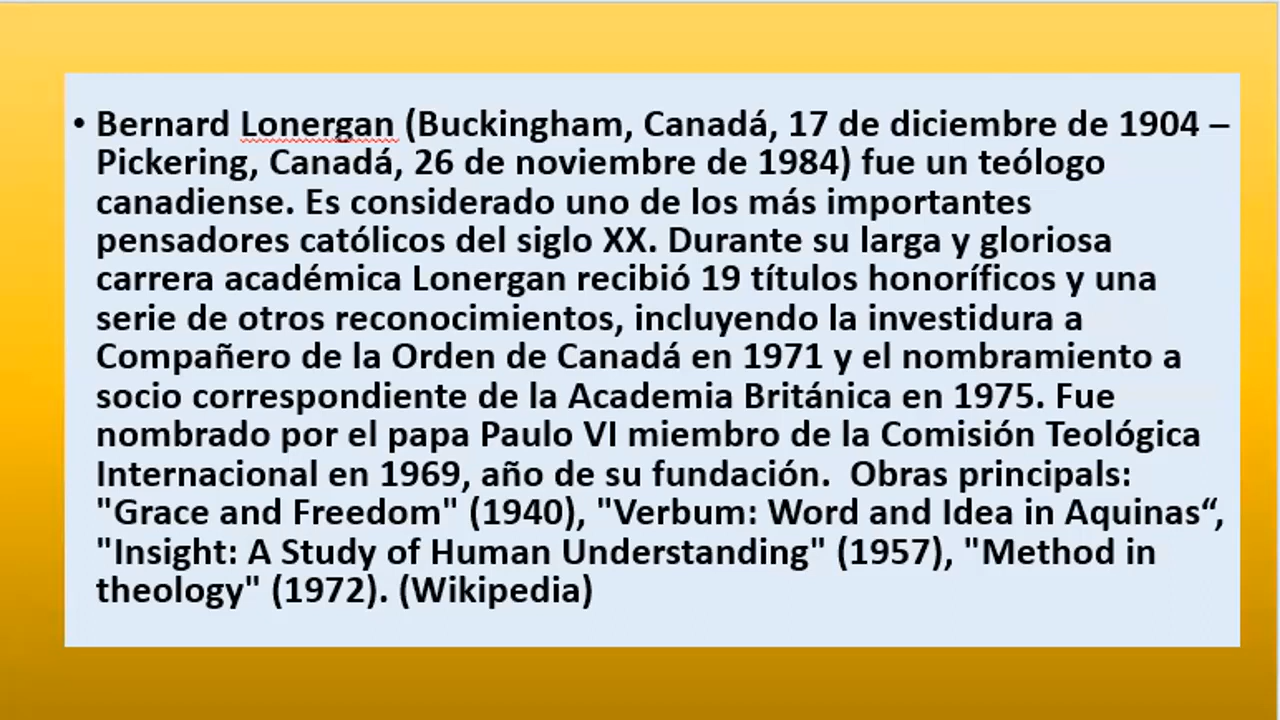 • Bernard Lonergan (Buckingham, Canadá, 17 de diciembre de 1904 –
Pickering, Canadá, 26 de noviembre de 1984) fue un teólogo
canadiense. Es considerado uno de los más importantes
pensadores católicos del siglo XX. Durante su larga y gloriosa
carrera académica Lonergan recibió 19 títulos honoríficos y una
serie de otros reconocimientos, incluyendo la investidura a
Compañero de la Orden de Canadá en 1971 y el nombramiento a
socio correspondiente de la Academia Británica en 1975. Fue
nombrado por el papa Paulo VI miembro de la Comisión Teológica
Internacional en 1969, año de su fundación.  Obras principals:
"Grace and Freedom" (1940), "Verbum: Word and Idea in Aquinas“,
"Insight: A Study of Human Understanding" (1957), "Method in
theology" (1972). (Wikipedia)